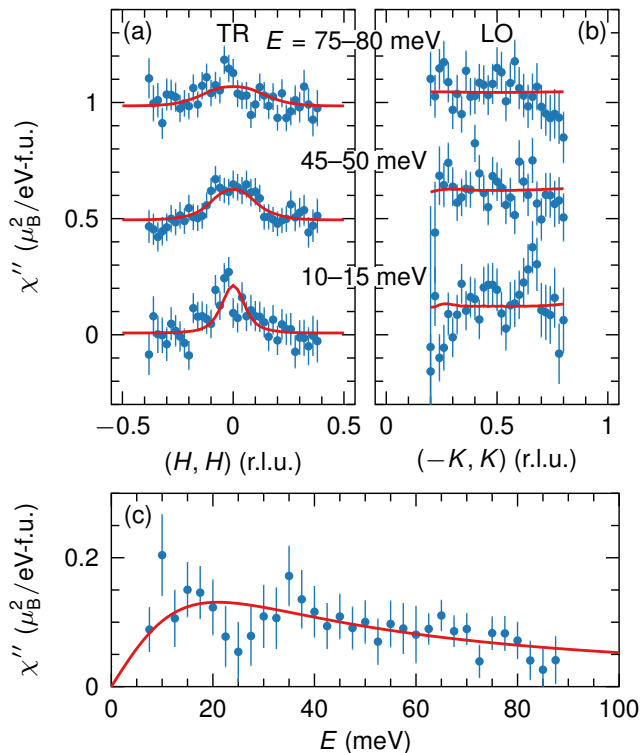 (a) TR LO (b)
E = 75–80 meV
45–50 meV
10–15 meV
χ′′ (μ_B^2/eV-f.u.)
1
0.5
0
−0.5 0 0.5 0 0.5 1
(H, H) (r.l.u.) (−K, K) (r.l.u.)
(c)
χ′′ (μ_B^2/eV-f.u.)
0.2
0
0 20 40 60 80 100
E (meV)